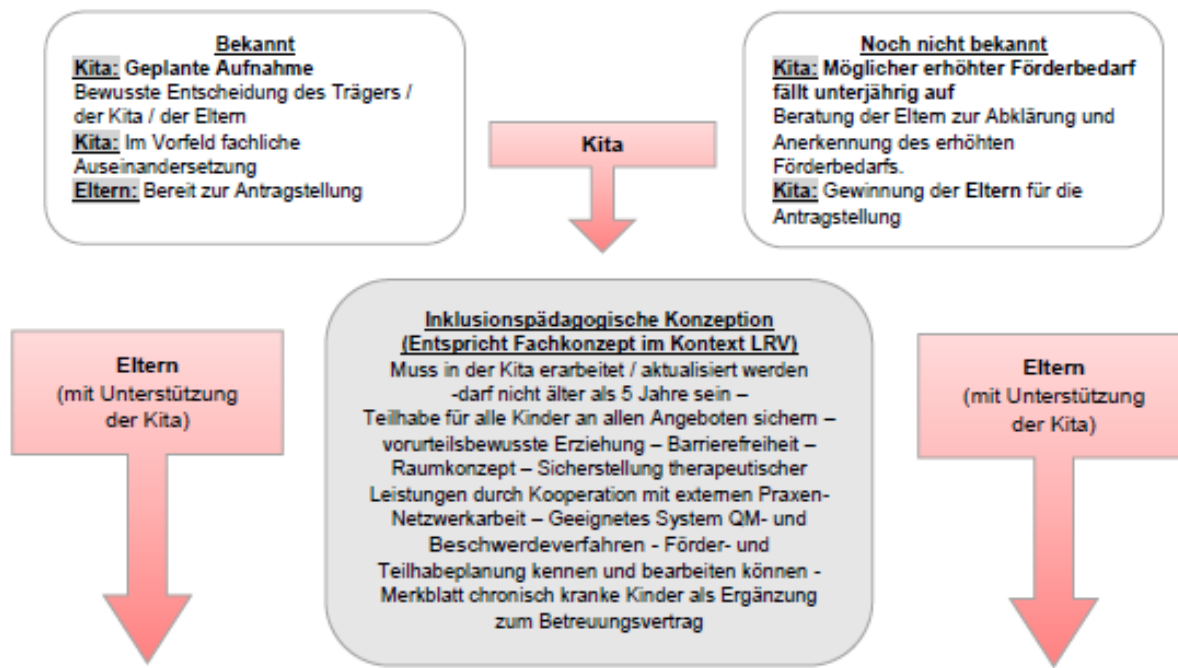 Bekannt
Kita: Geplante Aufnahme
Bewusste Entscheidung des Trägers /
der Kita / der Eltern
Kita: Im Vorfeld fachliche
Auseinandersetzung
Eltern: Bereit zur Antragstellung
Kita
Noch nicht bekannt
Kita: Möglicher erhöhter Förderbedarf
fällt unterjährig auf
Beratung der Eltern zur Abklärung und
Anerkennung des erhöhten
Förderbedarfs.
Kita: Gewinnung der Eltern für die
Antragstellung
Eltern
(mit Unterstützung
der Kita)
Inklusionspädagogische Konzeption
(Entspricht Fachkonzept im Kontext LRV)
Muss in der Kita erarbeitet / aktualisiert werden
-darf nicht älter als 5 Jahre sein –
Teilhabe für alle Kinder an allen Angeboten sichern –
vorurteilsbewusste Erziehung – Barrierefreiheit –
Raumkonzept – Sicherstellung therapeutischer
Leistungen durch Kooperation mit externen Praxen-
Netzwerkarbeit – Geeignetes System QM- und
Beschwerdeverfahren - Förder- und
Teilhabeplanung kennen und bearbeiten können -
Merkblatt chronisch kranke Kinder als Ergänzung
zum Betreuungsvertrag
Eltern
(mit Unterstützung
der Kita)